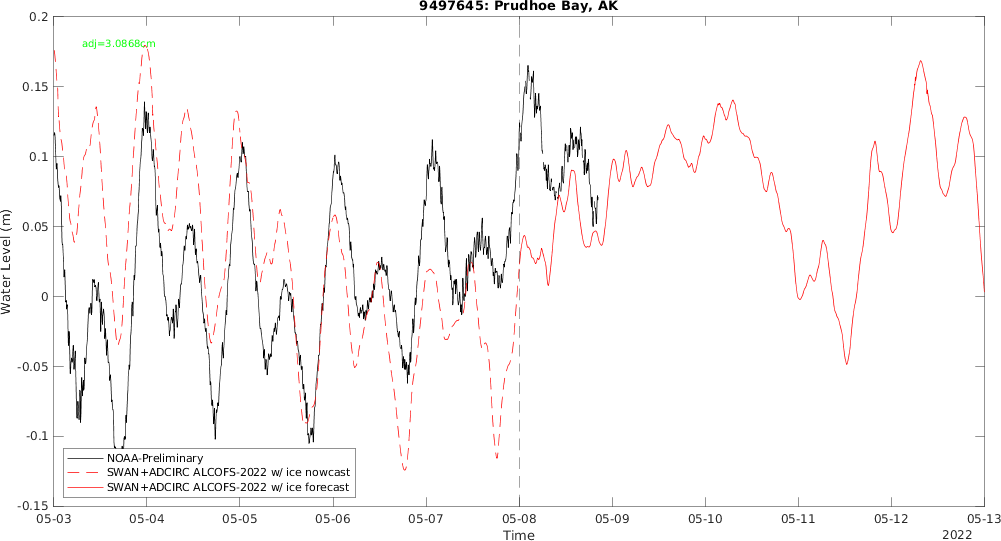 9497645: Prudhoe Bay, AK
0.2
adj=3.0868cm
0.15
0.1
0.05
0
-0.05
-0.1
-0.15
Water Level (m)
NOAA-Preliminary
SWAN+ADCIRC ALCOFS-2022 w/ ice nowcast
SWAN+ADCIRC ALCOFS-2022 w/ ice forecast
05-03 05-04 05-05 05-06 05-07 05-08 05-09 05-10 05-11 05-12 05-13
Time
2022